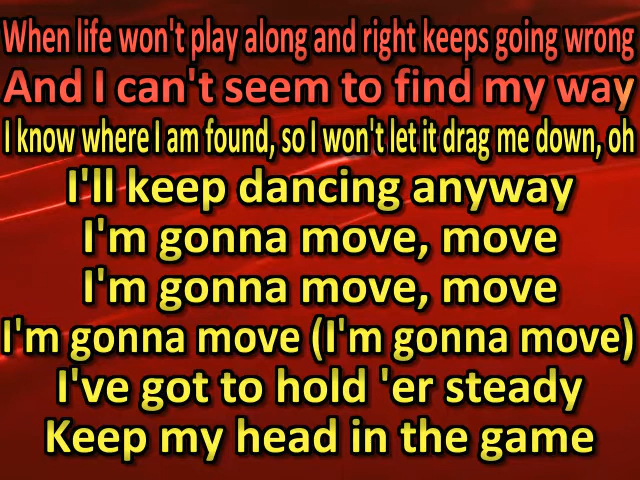 When life won't play along and right keeps going wrong
And I can't seem to find my way
I know where I am found, so I won't let it drag me down, oh
I'll keep dancing anyway
I'm gonna move, move
I'm gonna move, move
I'm gonna move (I'm gonna move)
I've got to hold 'er steady
Keep my head in the game